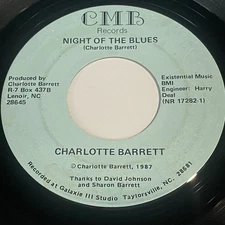 CMB
Records
NIGHT OF THE BLUES
(Charlotte Barrett)
Produced by
Charlotte Barrett
R-7 Box 437B
Lenoir, NC
28645
Existential Music
BMI
Engineer: Harry
Deal
(NR 17282-1)
CHARLOTTE BARRETT
© Charlotte Barrett, 1987
Thanks to David Johnson
and Sharon Barrett
Recorded at Galaxie III Studio Taylorsville, NC. 28681